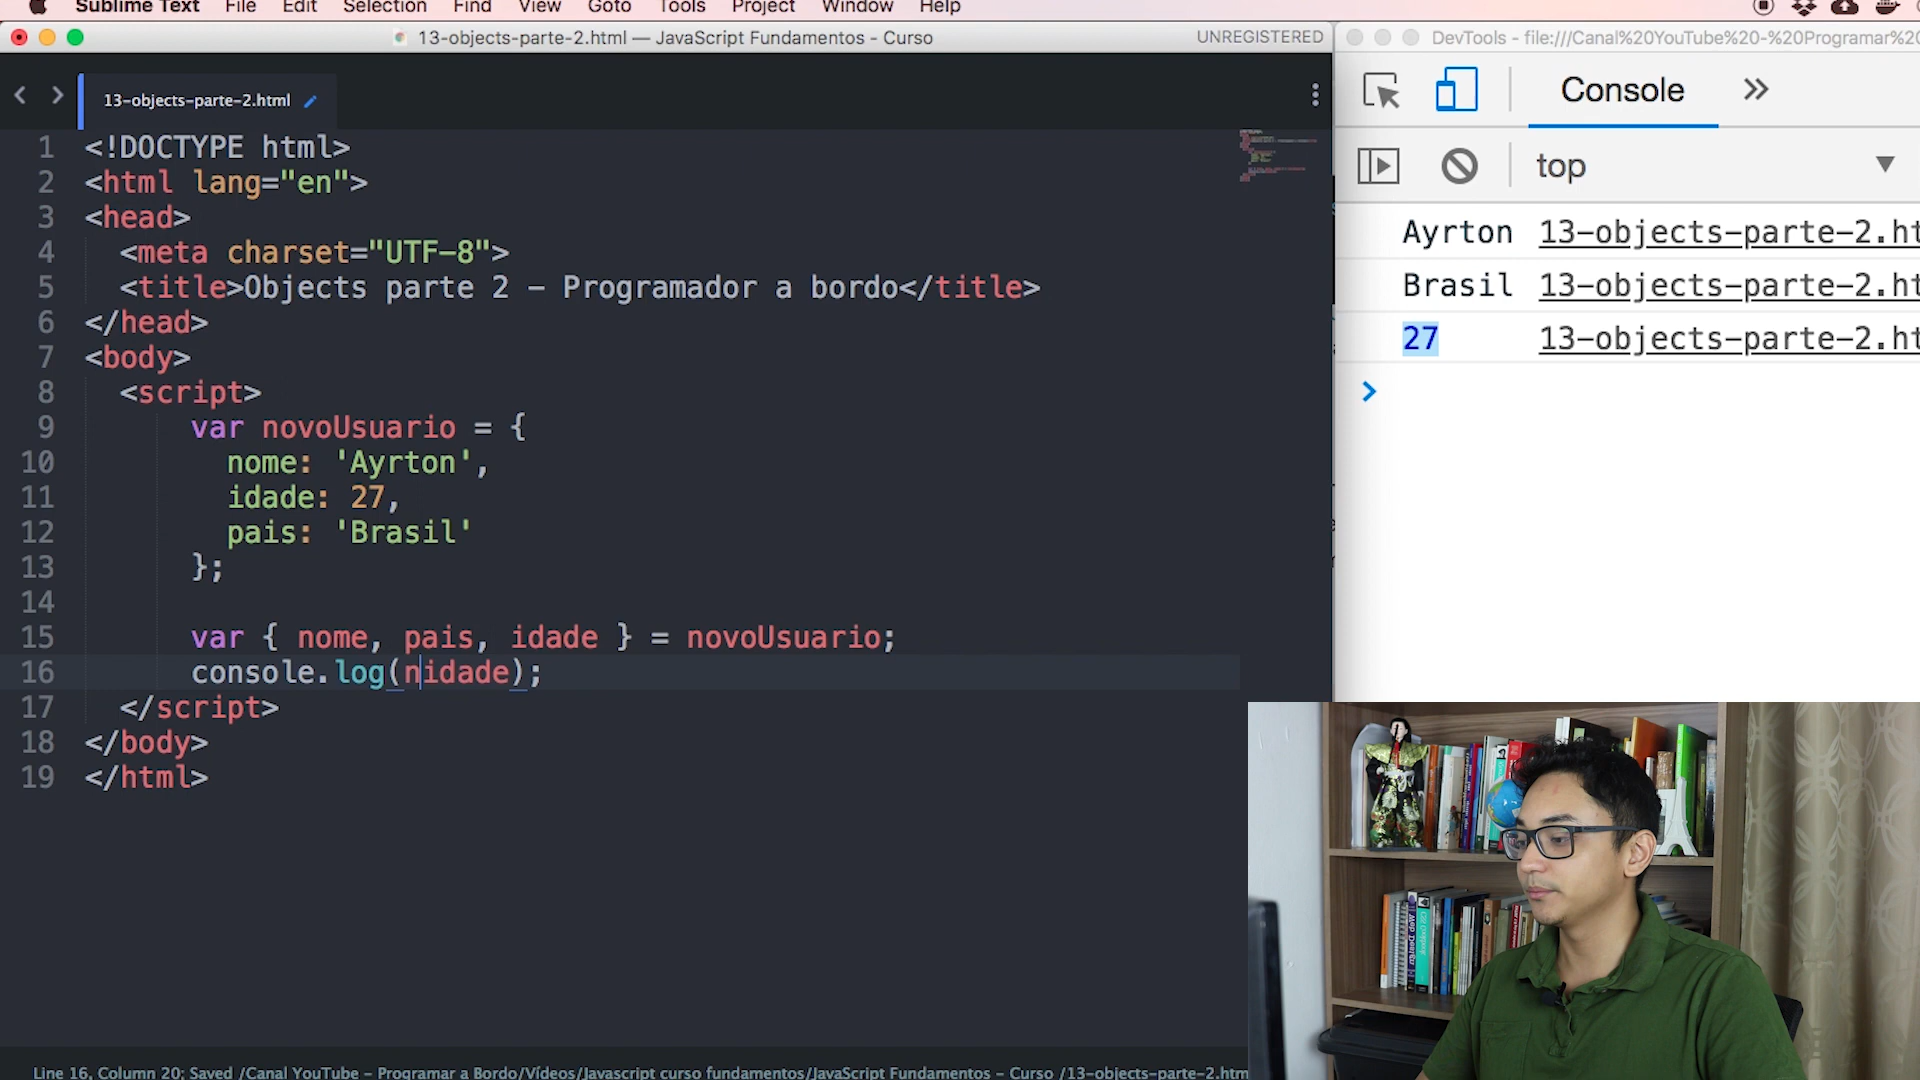 Sublime Text File Edit Selection Find View Goto Tools Project Window Help
13-objects-parte-2.html — JavaScript Fundamentos - Curso UNREGISTERED
DevTools - file:///Canal%20YouTube%20-%20Programar%
13-objects-parte-2.html
Console
top
1 <!DOCTYPE html>
2 <html lang="en">
3 <head>
4 <meta charset="UTF-8">
5 <title>Objects parte 2 - Programador a bordo</title>
6 </head>
7 <body>
8 <script>
9 var novoUsuario = {
10 nome: 'Ayrton',
11 idade: 27,
12 pais: 'Brasil'
13 };
14
15 var { nome, pais, idade } = novoUsuario;
16 console.log(nidade);
17 </script>
18 </body>
19 </html>
Ayrton 13-objects-parte-2.ht
Brasil 13-objects-parte-2.ht
27 13-objects-parte-2.ht
Line 16, Column 20; Saved /Canal YouTube - Programar a Bordo/Vídeos/Javascript curso fundamentos/JavaScript Fundamentos - Curso /13-objects-parte-2.htm